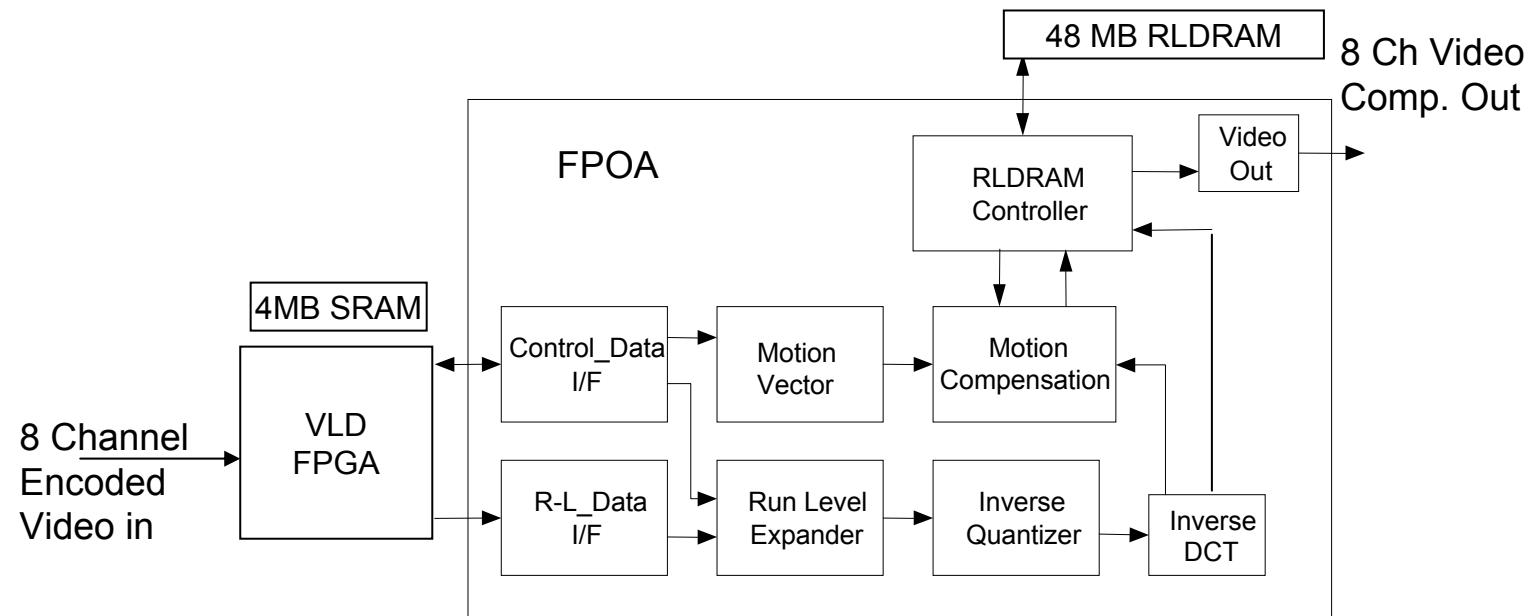 48 MB RLDRAM
8 Ch Video
Comp. Out
FPOA
Video
Out
RLDRAM
Controller
4MB SRAM
Control_Data
I/F
Motion
Vector
Motion
Compensation
8 Channel
Encoded
Video in
VLD
FPGA
R-L_Data
I/F
Run Level
Expander
Inverse
Quantizer
Inverse
DCT